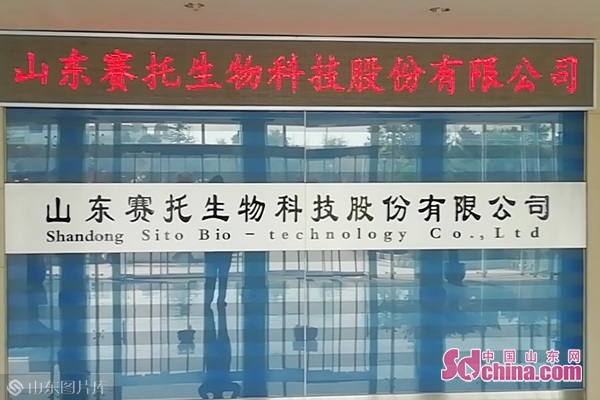 山东赛托生物科技股份有限公司
山东赛托生物科技股份有限公司
Shandong Sito Bio - technology Co.,Ltd
中国山东网
Sdchina.com
山东图片库